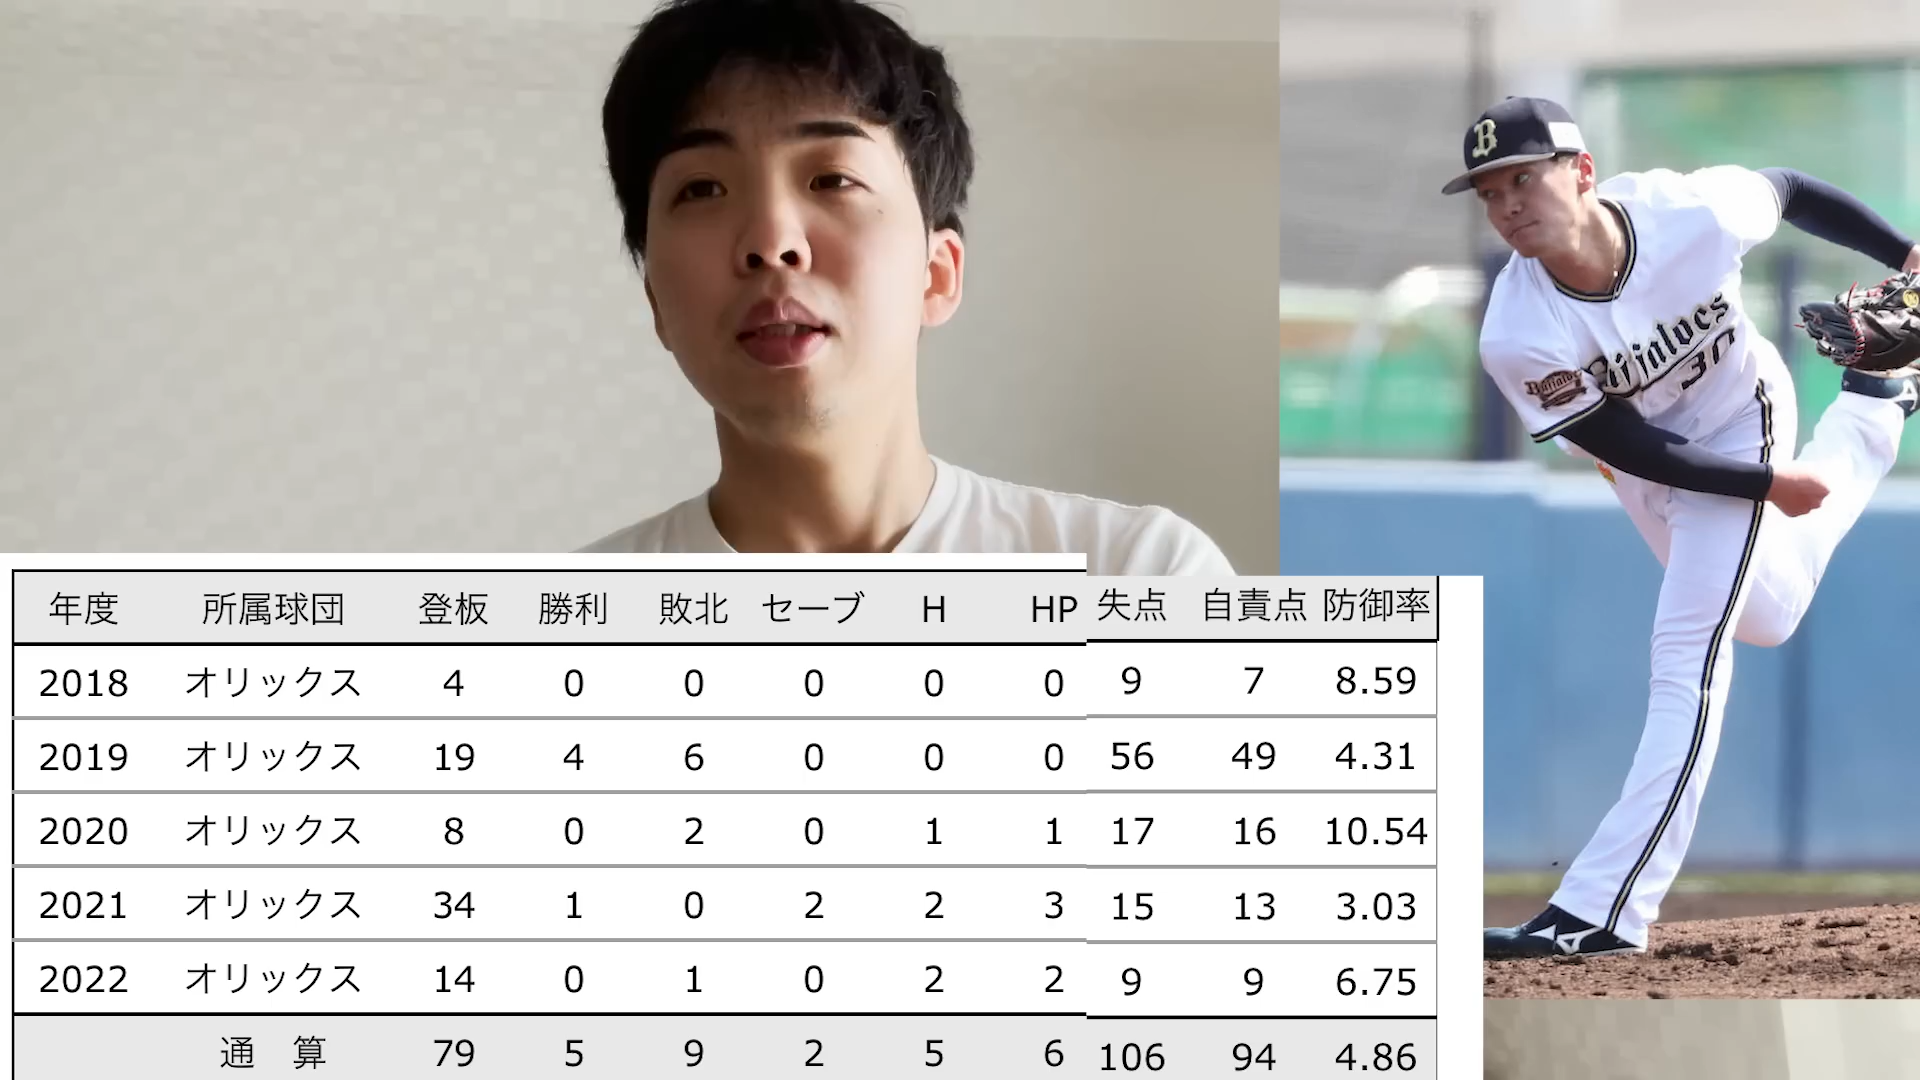 B
Buffaloes
30
年度 所属球団 登板 勝利 敗北 セーブ H HP 失点 自責点 防御率
2018 オリックス 4 0 0 0 0 0 9 7 8.59
2019 オリックス 19 4 6 0 0 0 56 49 4.31
2020 オリックス 8 0 2 0 1 1 17 16 10.54
2021 オリックス 34 1 0 2 2 3 15 13 3.03
2022 オリックス 14 0 1 0 2 2 9 9 6.75
通 算 79 5 9 2 5 6 106 94 4.86